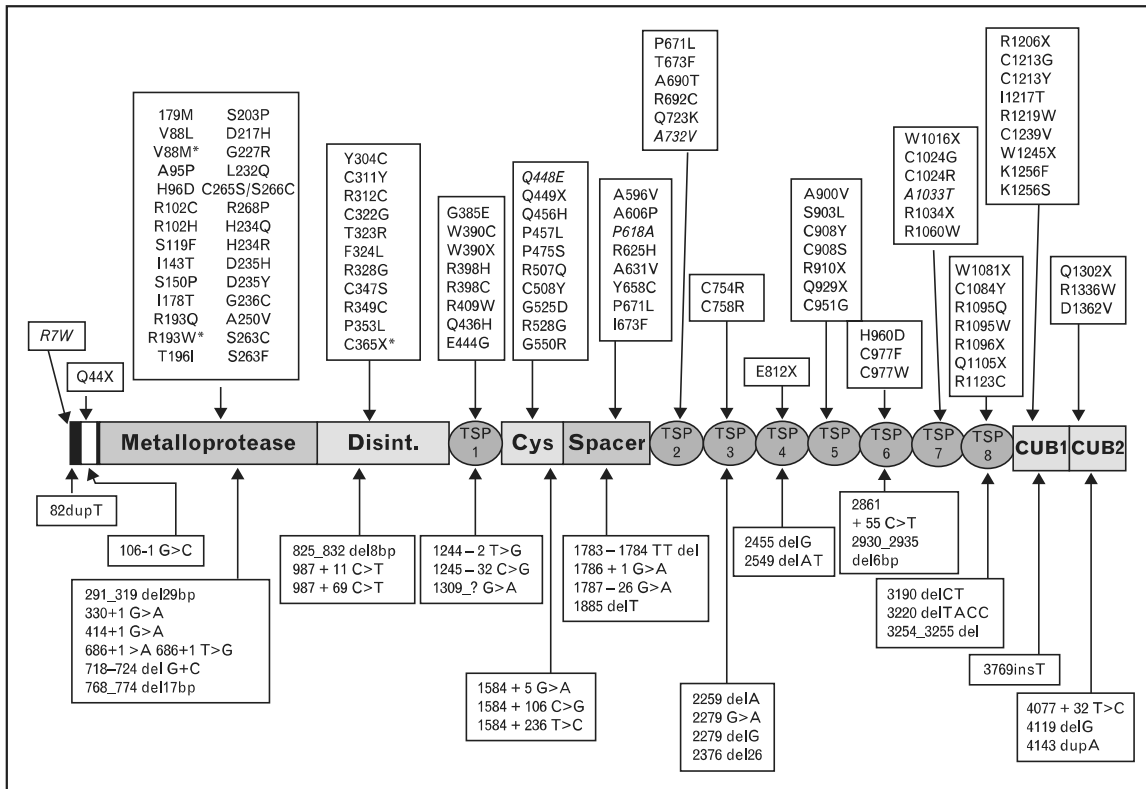 P671L
T673F
A690T
R692C
Q723K
A732V
R1206X
C1213G
C1213Y
I1217T
R1219W
C1239V
W1245X
K1256F
K1256S
179M S203P
V88L D217H
V88M* G227R
A95P L232Q
H96D C265S/S266C
R102C R268P
R102H H234Q
S119F H234R
I143T D235H
S150P D235Y
I178T G236C
R193Q A250V
R193W* S263C
T196I S263F
Y304C
C311Y
R312C
C322G
T323R
F324L
R328G
C347S
R349C
P353L
C365X*
G385E
W390C
W390X
R398H
R398C
R409W
Q436H
E444G
Q448E
Q449X
Q456H
P457L
P475S
R507Q
C508Y
G525D
R528G
G550R
A596V
A606P
P618A
R625H
A631V
Y658C
P671L
I673F
C754R
C758R
E812X
A900V
S903L
C908Y
C908S
R910X
Q929X
C951G
H960D
C977F
C977W
W1016X
C1024G
C1024R
A1033T
R1034X
R1060W
W1081X
C1084Y
R1095Q
R1095W
R1096X
Q1105X
R1123C
Q1302X
R1336W
D1362V
R7W
Q44X
Metalloprotease
Disint.
TSP
1
Cys
Spacer
TSP
2
TSP
3
TSP
4
TSP
5
TSP
6
TSP
7
TSP
8
CUB1
CUB2
82dupT
106-1 G>C
291_319 del29bp
330+1 G>A
414+1 G>A
686+1 >A 686+1 T>G
718–724 del G+C
768_774 del17bp
825_832 del8bp
987 + 11 C>T
987 + 69 C>T
1244–2 T>G
1245–32 C>G
1309_? G>A
1584 + 5 G>A
1584 + 106 C>G
1584 + 236 T>C
1783–1784 TT del
1786 + 1 G>A
1787–26 G>A
1885 delT
2259 delA
2279 G>A
2279 delG
2376 del26
2455 delG
2549 delAT
2861
+ 55 C>T
2930_2935
del6bp
3190 delCT
3220 delTACC
3254_3255 del
3769insT
4077 + 32 T>C
4119 delG
4143 dupA